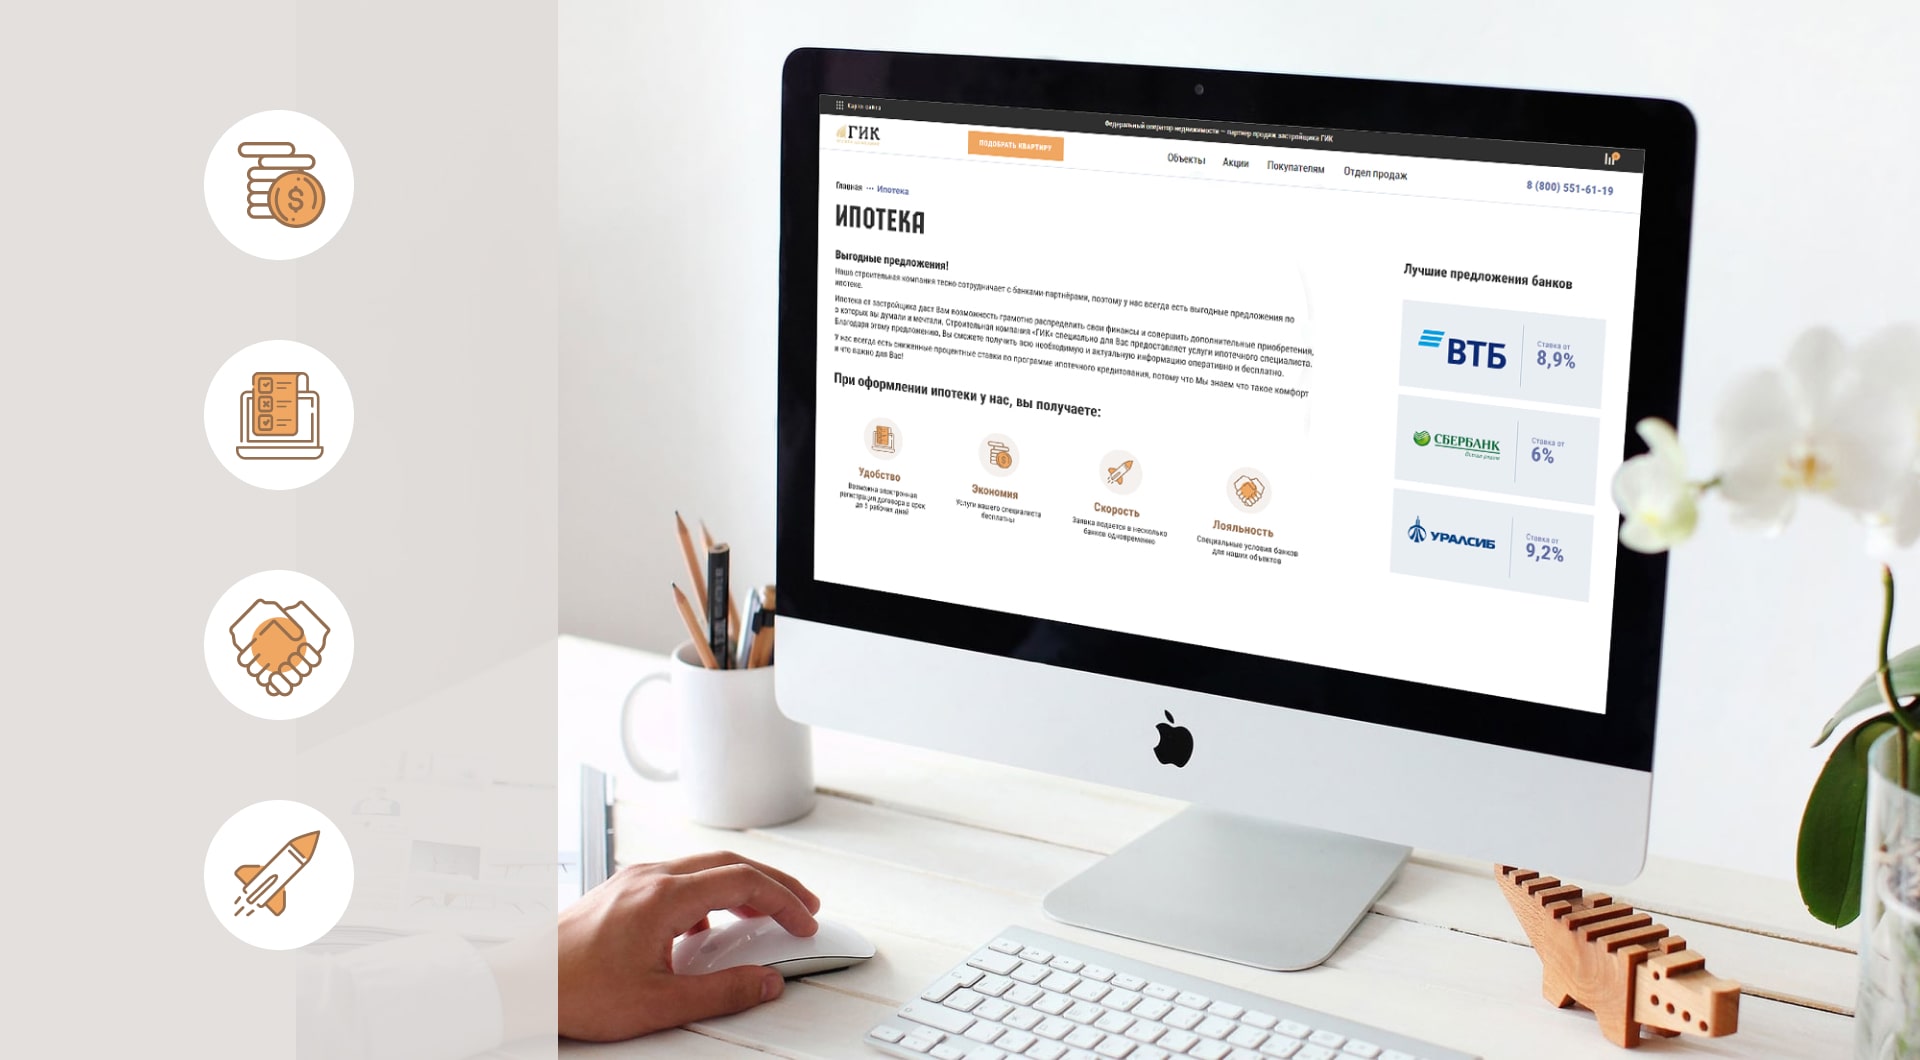 Карта сайта
Федеральный оператор недвижимости — партнер продаж застройщика ГИК
ГИК
ПОДОБРАТЬ КВАРТИРУ
Объекты Акции Покупателям Отдел продаж
8 (800) 551-61-19
Главная ··· Ипотека
ИПОТЕКА
Выгодные предложения!
Наша строительная компания тесно сотрудничает с банками-партнёрами, поэтому у нас всегда есть выгодные предложения по
ипотеке.
Ипотека от застройщика даст Вам возможность грамотно распределить свои финансы и совершить дополнительные приобретения,
о которых вы думали и мечтали. Строительная компания «ГИК» специально для Вас предоставляет услуги ипотечного специалиста.
Благодаря этому предложению, Вы сможете получить всю необходимую и актуальную информацию оперативно и бесплатно.
У нас всегда есть сниженные процентные ставки по программе ипотечного кредитования, потому что Мы знаем что такое комфорт
и что важно для Вас!
При оформлении ипотеки у нас, вы получаете:
Удобство
Возможна электронная
регистрация договора в срок
до 5 рабочих дней
Экономия
Услуги нашего специалиста
бесплатны
Скорость
Заявка подается в несколько
банков одновременно
Лояльность
Специальные условия банков
для наших объектов
Лучшие предложения банков
ВТБ
Ставка от
8,9%
СБЕРБАНК
Всегда рядом
Ставка от
6%
УРАЛСИБ
Ставка от
9,2%